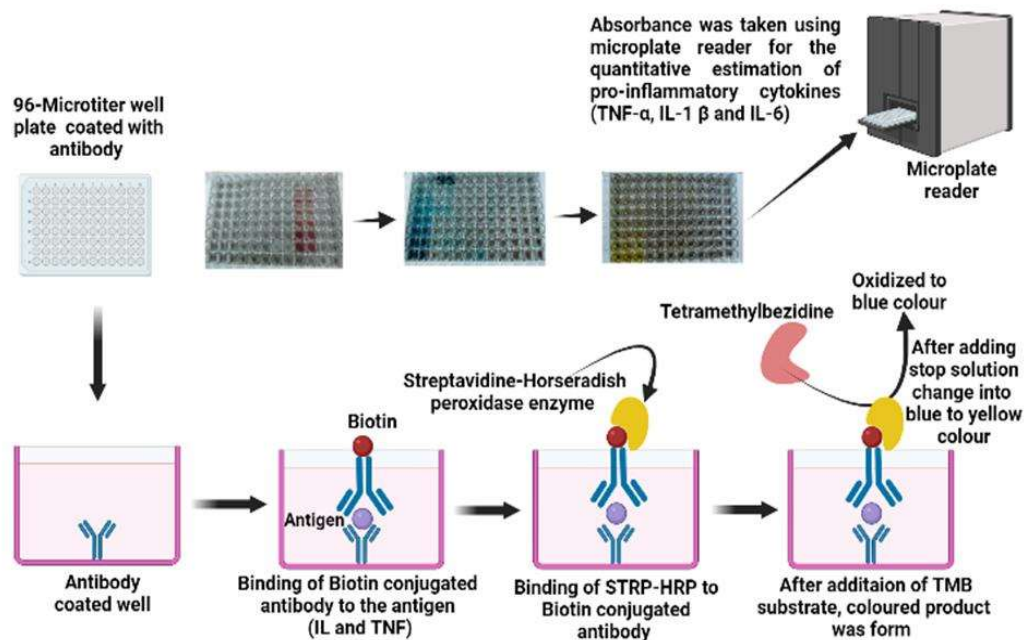 Absorbance was taken using
microplate reader for the
quantitative estimation of
pro-inflammatory cytokines
(TNF-α, IL-1 β and IL-6)
96-Microtiter well
plate coated with
antibody
Microplate
reader
Oxidized to
blue colour
Tetramethylbezidine
After adding
stop solution
change into
blue to yellow
colour
Streptavidine-Horseradish
peroxidase enzyme
Biotin
Antigen
Antibody
coated well
Binding of Biotin conjugated
antibody to the antigen
(IL and TNF)
Binding of STRP-HRP to
Biotin conjugated
antibody
After additaion of TMB
substrate, coloured product
was form